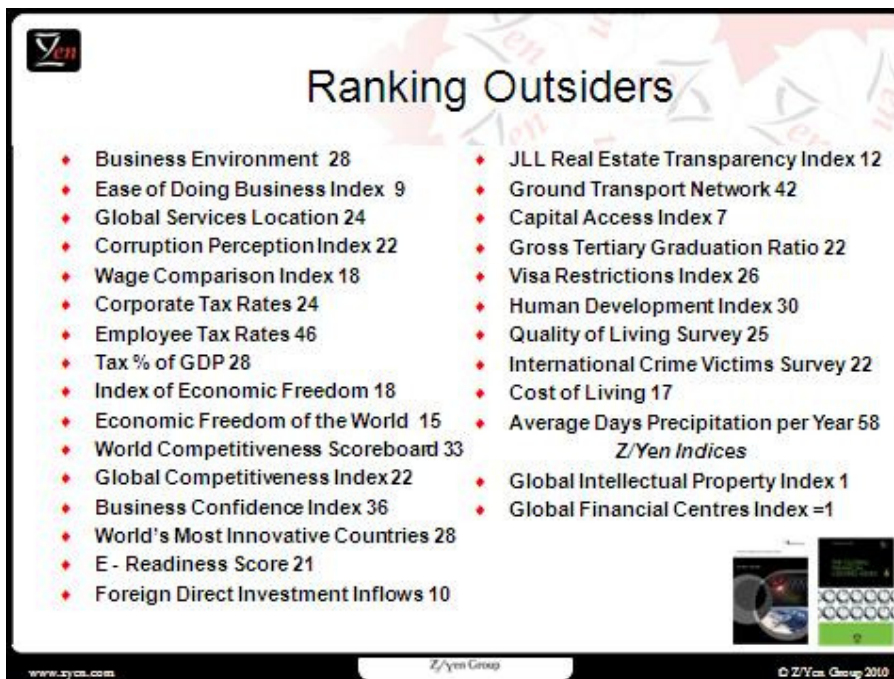 Z/Yen
Ranking Outsiders
Business Environment 28
Ease of Doing Business Index 9
Global Services Location 24
Corruption Perception Index 22
Wage Comparison Index 18
Corporate Tax Rates 24
Employee Tax Rates 46
Tax % of GDP 28
Index of Economic Freedom 18
Economic Freedom of the World 15
World Competitiveness Scoreboard 33
Global Competitiveness Index 22
Business Confidence Index 36
World's Most Innovative Countries 28
E - Readiness Score 21
Foreign Direct Investment Inflows 10
JLL Real Estate Transparency Index 12
Ground Transport Network 42
Capital Access Index 7
Gross Tertiary Graduation Ratio 22
Visa Restrictions Index 26
Human Development Index 30
Quality of Living Survey 25
International Crime Victims Survey 22
Cost of Living 17
Average Days Precipitation per Year 58
Z/Yen Indices
Global Intellectual Property Index 1
Global Financial Centres Index =1
www.zyen.com
Z/yen Group
© Z/Yen Group 2010